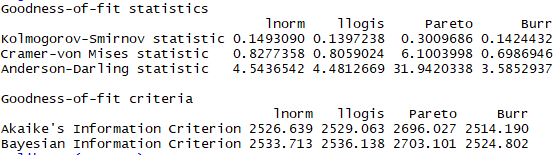 Goodness-of-fit statistics
lnorm llogis Pareto Burr
Kolmogorov-Smirnov statistic 0.1493090 0.1397238 0.3009686 0.1424432
Cramer-von Mises statistic 0.8277358 0.8059024 6.1003998 0.6986946
Anderson-Darling statistic 4.5436542 4.4812669 31.9420338 3.5852937
Goodness-of-fit criteria
lnorm llogis Pareto Burr
Akaike's Information Criterion 2526.639 2529.063 2696.027 2514.190
Bayesian Information Criterion 2533.713 2536.138 2703.101 2524.802